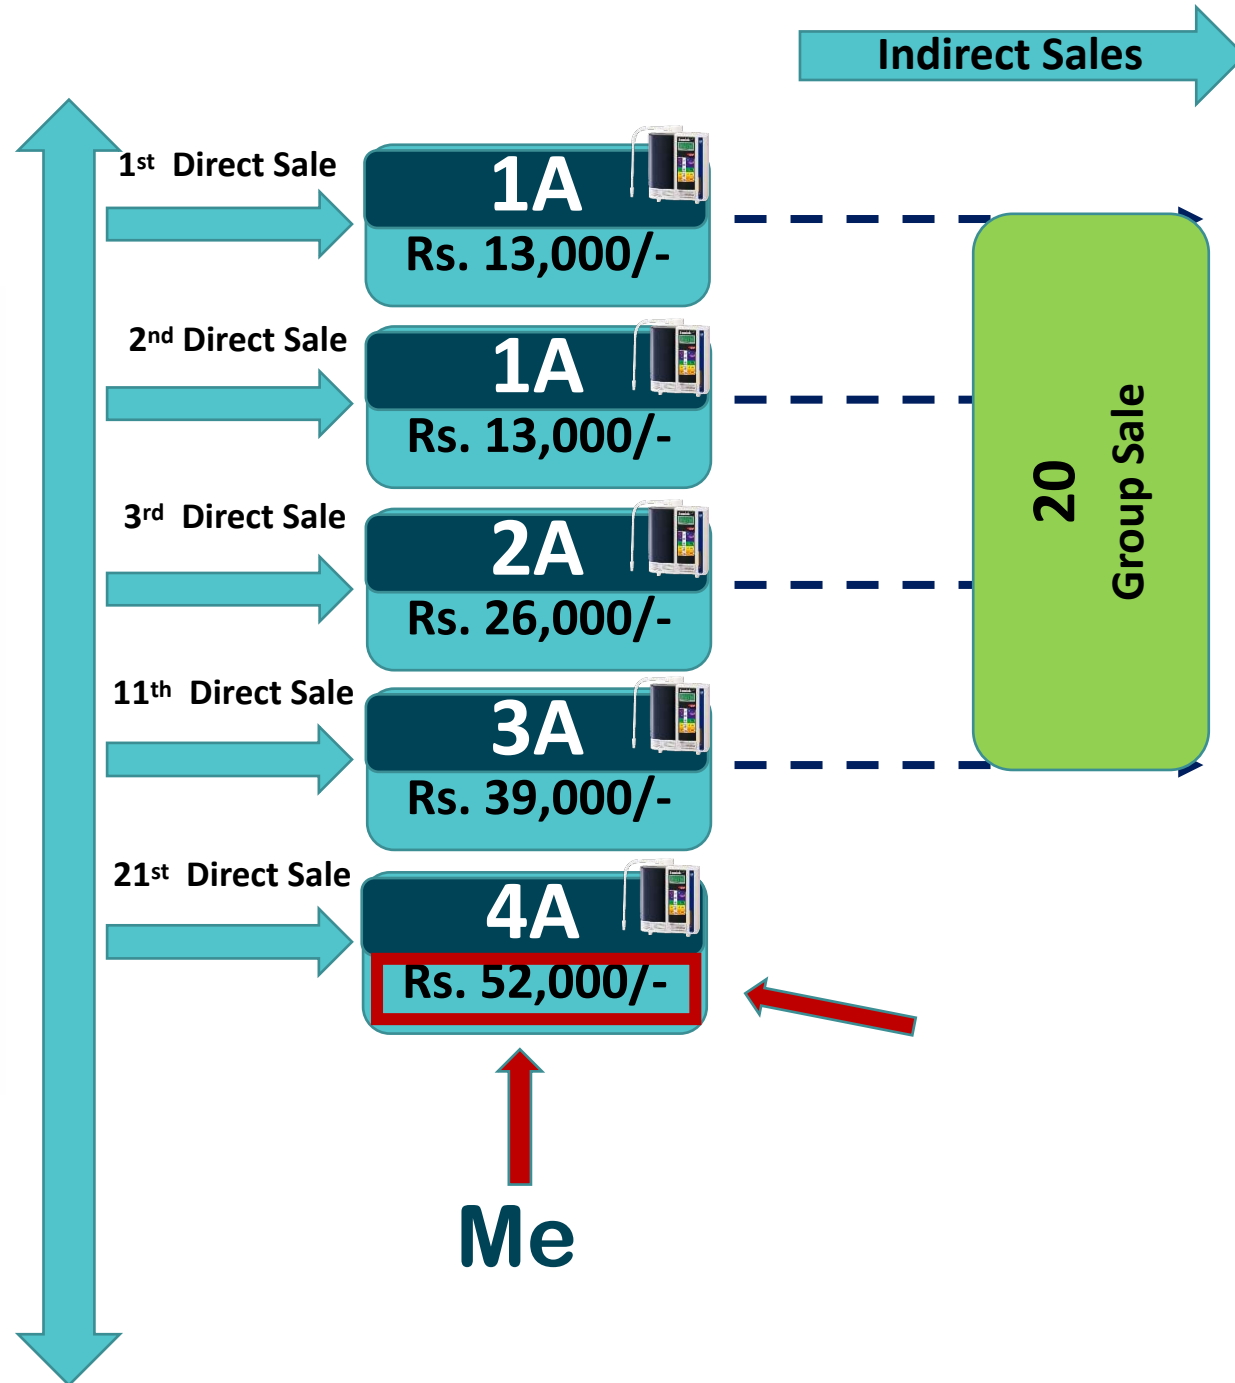 Indirect Sales
1st Direct Sale
1A
Rs. 13,000/-
2nd Direct Sale
1A
Rs. 13,000/-
3rd Direct Sale
2A
Rs. 26,000/-
11th Direct Sale
3A
Rs. 39,000/-
21st Direct Sale
4A
Rs. 52,000/-
20
Group Sale
Me